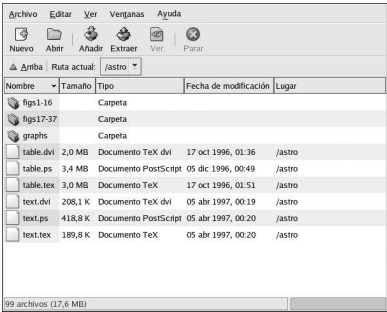 Archivo Editar Ver Ventanas Ayuda
Nuevo Abrir Añadir Extraer Ver Parar
Arriba Ruta actual: /astro
Nombre Tamaño Tipo Fecha de modificación Lugar
figs1-16 Carpeta
figs17-37 Carpeta
graphs Carpeta
table.dvi 2,0 MB Documento TeX dvi 17 oct 1996, 01:36 /astro
table.ps 3,4 MB Documento PostScript 05 dic 1996, 00:49 /astro
table.tex 3,0 MB Documento TeX 17 oct 1996, 01:51 /astro
text.dvi 208,1 K Documento TeX dvi 05 abr 1997, 00:19 /astro
text.ps 418,8 K Documento PostScript 05 abr 1997, 00:20 /astro
text.tex 189,8 K Documento TeX 05 abr 1997, 00:20 /astro
99 archivos (17,6 MB)